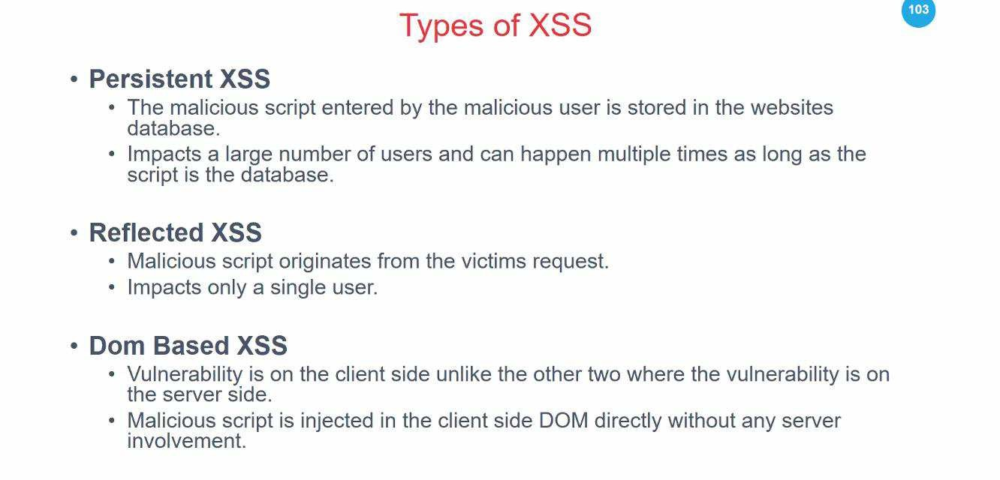 103
Types of XSS
• Persistent XSS
• The malicious script entered by the malicious user is stored in the websites
database.
• Impacts a large number of users and can happen multiple times as long as the
script is the database.
• Reflected XSS
• Malicious script originates from the victims request.
• Impacts only a single user.
• Dom Based XSS
• Vulnerability is on the client side unlike the other two where the vulnerability is on
the server side.
• Malicious script is injected in the client side DOM directly without any server
involvement.